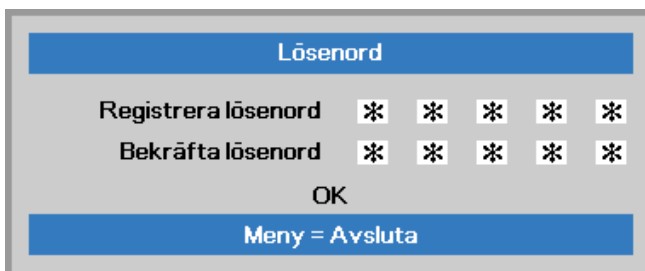 Lösenord
Registrera lösenord * * * * *
Bekräfta lösenord * * * * *
OK
Meny = Avsluta